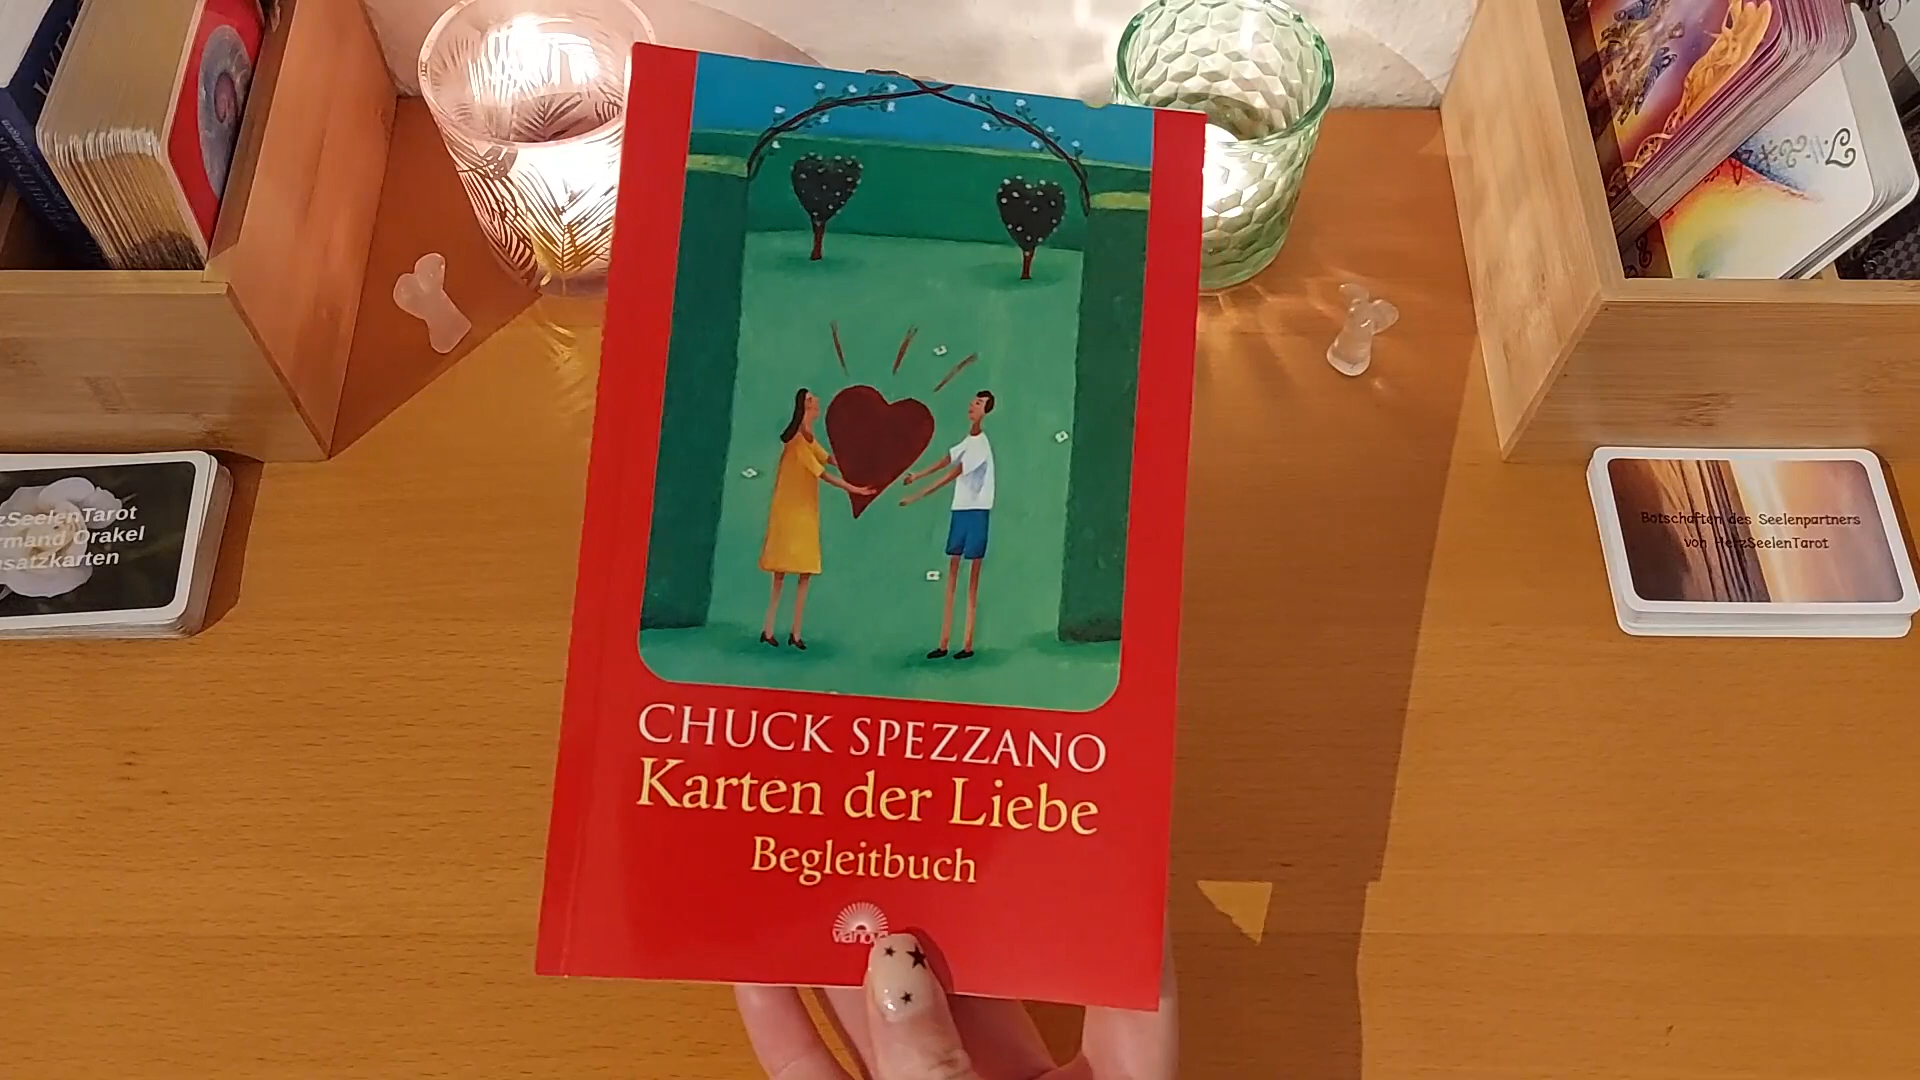 CHUCK SPEZZANO
Karten der Liebe
Begleitbuch
zSeelenTarot
rmand Orakel
satzkarten
Botschaften des Seelenpartners
von HerzSeelenTarot